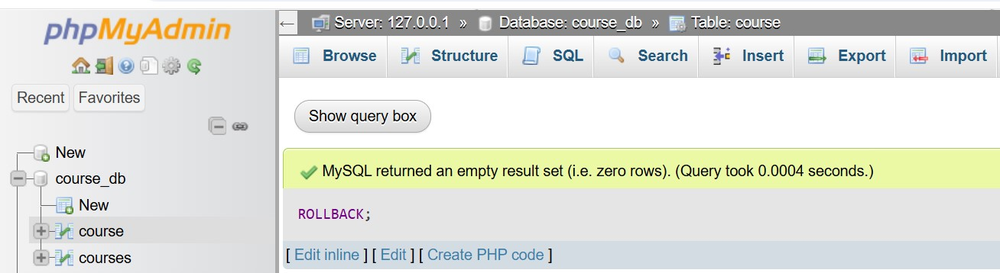 phpMyAdmin
Recent Favorites
New
course_db
New
course
courses
← Server: 127.0.0.1 » Database: course_db » Table: course
Browse Structure SQL Search Insert Export Import
Show query box
MySQL returned an empty result set (i.e. zero rows). (Query took 0.0004 seconds.)
ROLLBACK;
[ Edit inline ] [ Edit ] [ Create PHP code ]